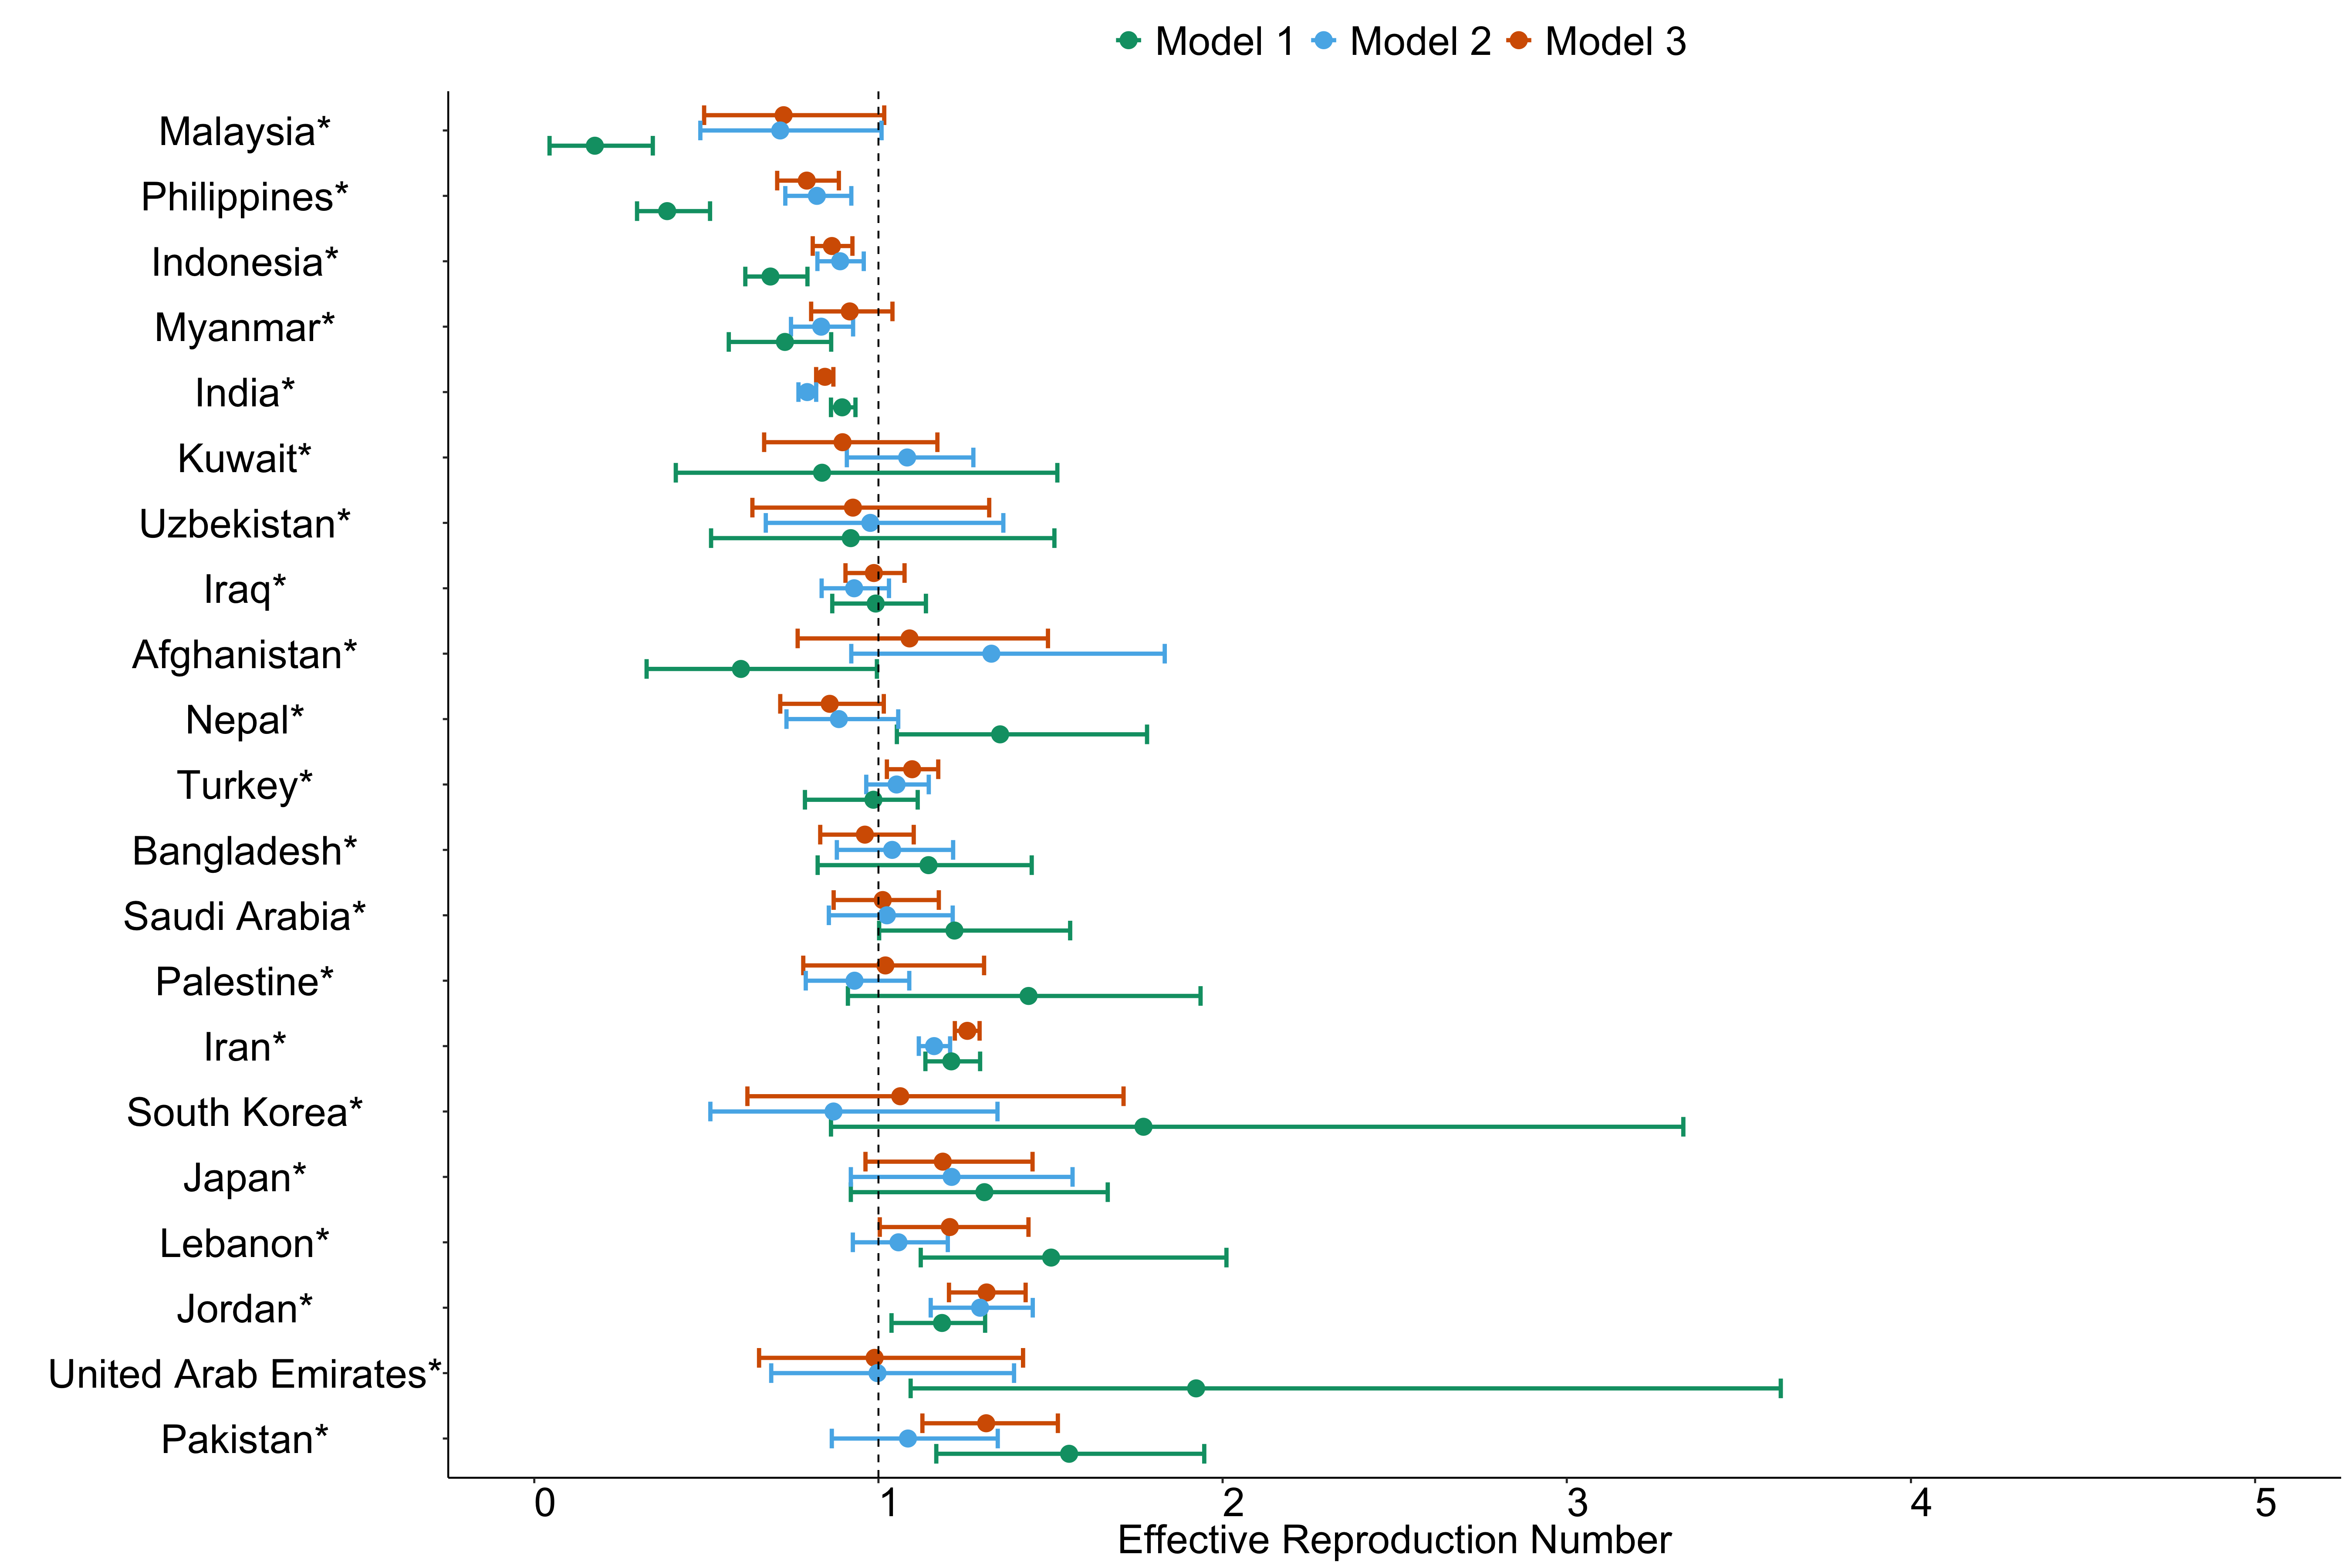 Model 1 Model 2 Model 3
Malaysia*
Philippines*
Indonesia*
Myanmar*
India*
Kuwait*
Uzbekistan*
Iraq*
Afghanistan*
Nepal*
Turkey*
Bangladesh*
Saudi Arabia*
Palestine*
Iran*
South Korea*
Japan*
Lebanon*
Jordan*
United Arab Emirates*
Pakistan*
0 1 2 3 4 5
Effective Reproduction Number